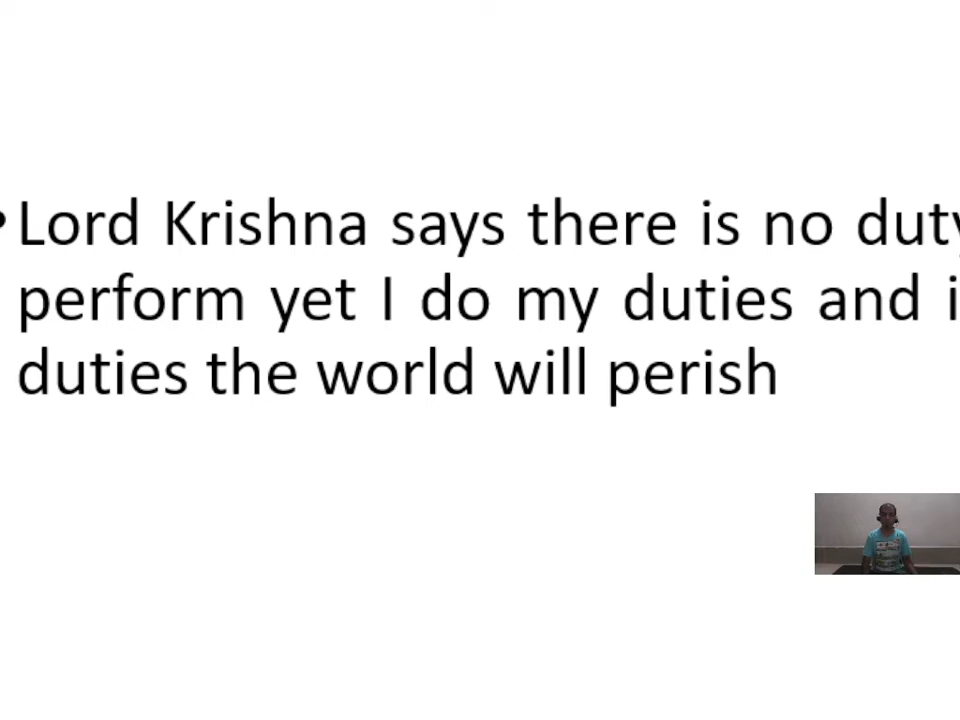 • Lord Krishna says there is no duty
perform yet I do my duties and
duties the world will perish